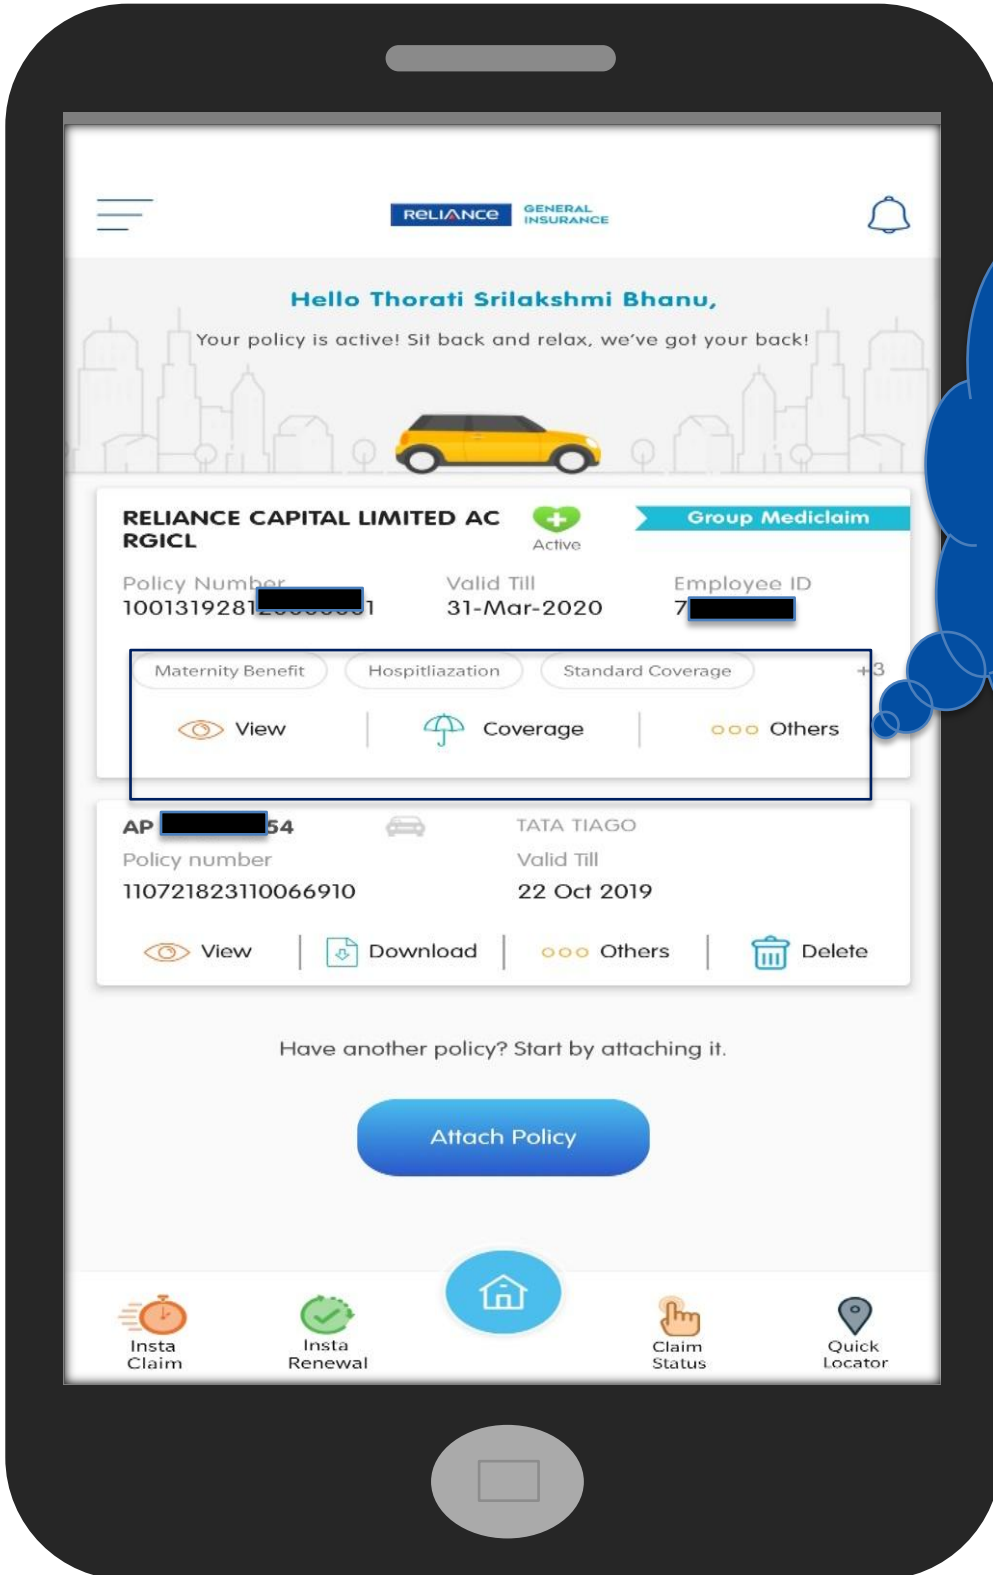 RELIANCE GENERAL INSURANCE
Hello Thorati Srilakshmi Bhanu,
Your policy is active! Sit back and relax, we've got your back!
RELIANCE CAPITAL LIMITED AC RGICL
Active
Group Mediclaim
Policy Number Valid Till Employee ID
31-Mar-2020 7
Maternity Benefit Hospitliazation Standard Coverage +3
View Coverage Others
AP 54 TATA TIAGO
Policy number Valid Till
110721823110066910 22 Oct 2019
View Download Others Delete
Have another policy? Start by attaching it.
Attach Policy
Insta Claim
Insta Renewal
Claim Status
Quick Locator